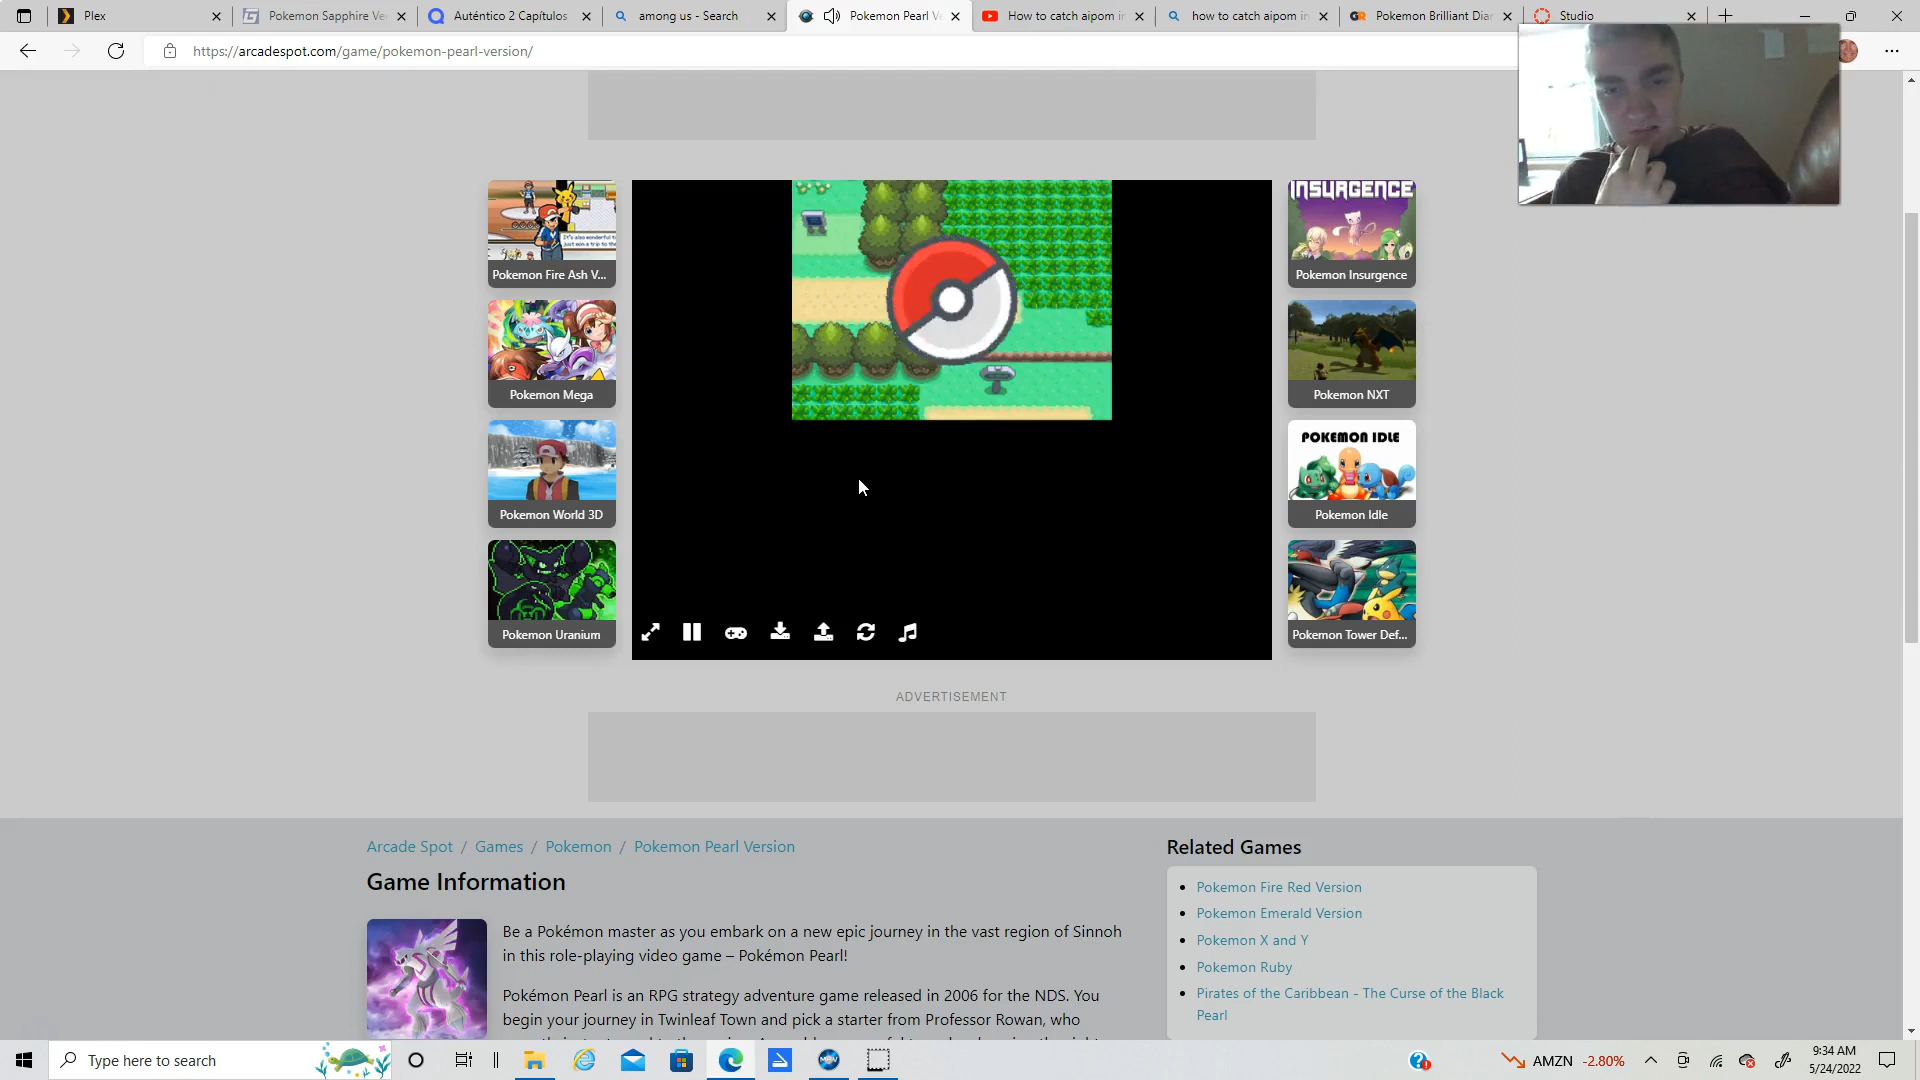 Plex
Pokemon Sapphire Ve
Auténtico 2 Capítulos
among us - Search
Pokemon Pearl V
How to catch aipom in
how to catch aipom in
GR
Pokemon Brilliant Dia
Studio
https://arcadespot.com/game/pokemon-pearl-version/
Pokemon Fire Ash V...
Pokemon Mega
Pokemon World 3D
Pokemon Uranium
INSURGENCE
Pokemon Insurgence
Pokemon NXT
POKEMON IDLE
Pokemon Idle
Pokemon Tower Def...
ADVERTISEMENT
Arcade Spot / Games / Pokemon / Pokemon Pearl Version
Game Information
Be a Pokémon master as you embark on a new epic journey in the vast region of Sinnoh
in this role-playing video game – Pokémon Pearl!
Pokémon Pearl is an RPG strategy adventure game released in 2006 for the NDS. You
begin your journey in Twinleaf Town and pick a starter from Professor Rowan, who
Related Games
Pokemon Fire Red Version
Pokemon Emerald Version
Pokemon X and Y
Pokemon Ruby
Pirates of the Caribbean - The Curse of the Black
Pearl
Type here to search
AMZN -2.80%
9:34 AM
5/24/2022